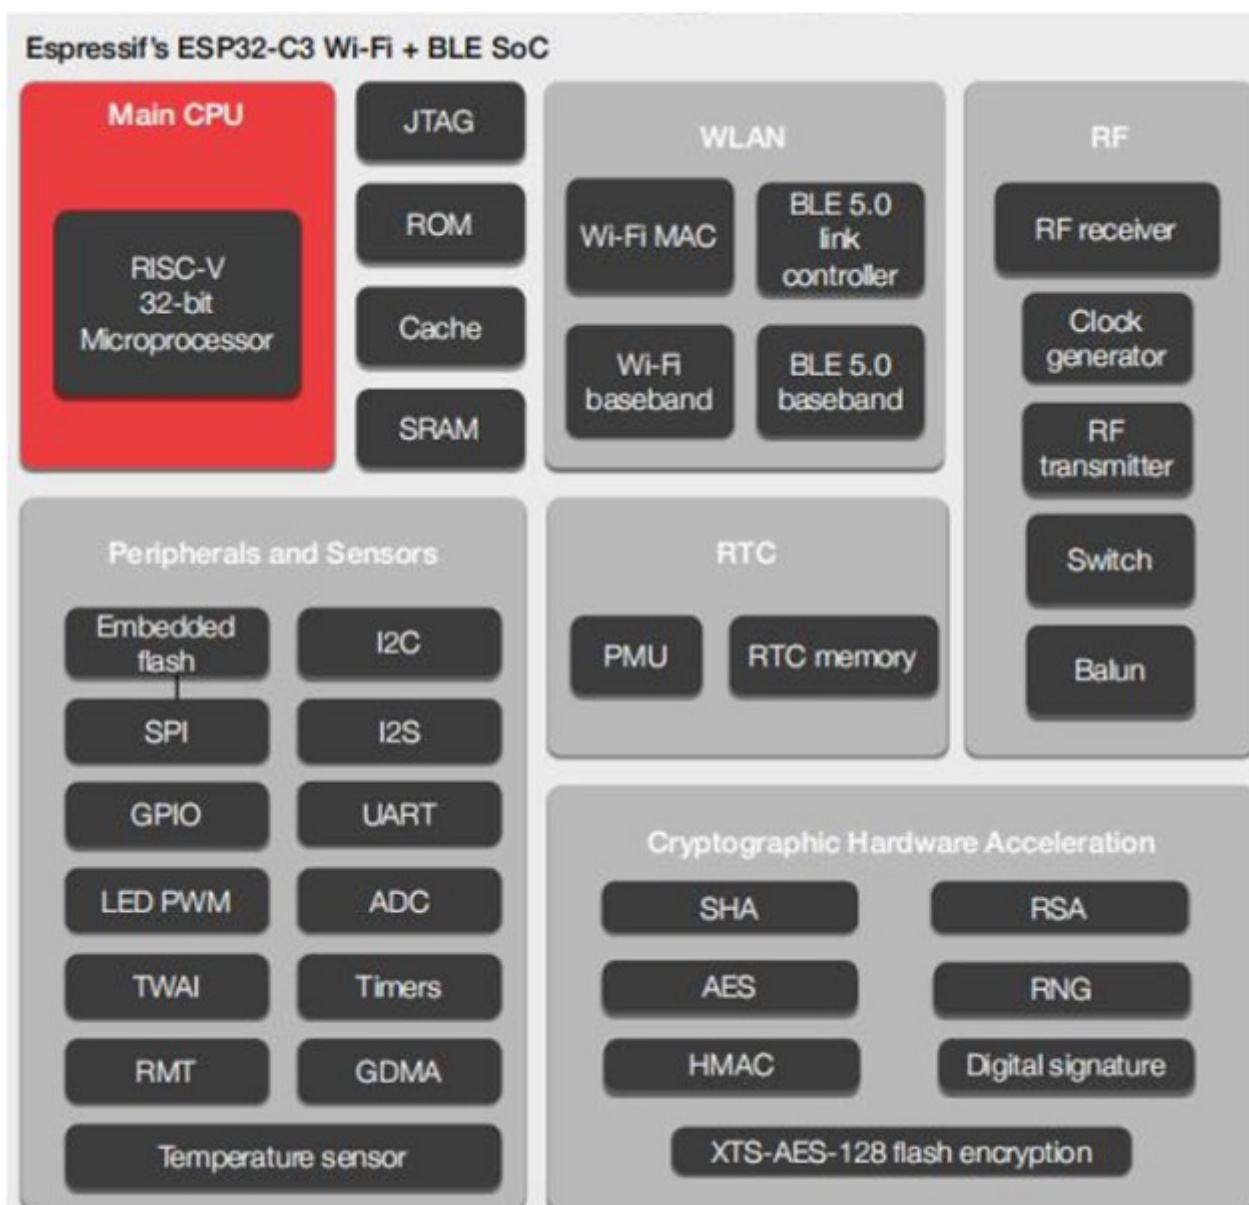 Espressif's ESP32-C3 Wi-Fi + BLE SoC
Main CPU
RISC-V
32-bit
Microprocessor
JTAG
ROM
Cache
SRAM
WLAN
Wi-Fi MAC
BLE 5.0
link
controller
Wi-Fi
baseband
BLE 5.0
baseband
RF
RF receiver
Clock
generator
RF
transmitter
Switch
Balun
Peripherals and Sensors
Embedded
flash
I2C
SPI
I2S
GPIO
UART
LED PWM
ADC
TWAI
Timers
RMT
GDMA
Temperature sensor
RTC
PMU
RTC memory
Cryptographic Hardware Acceleration
SHA
RSA
AES
RNG
HMAC
Digital signature
XTS-AES-128 flash encryption